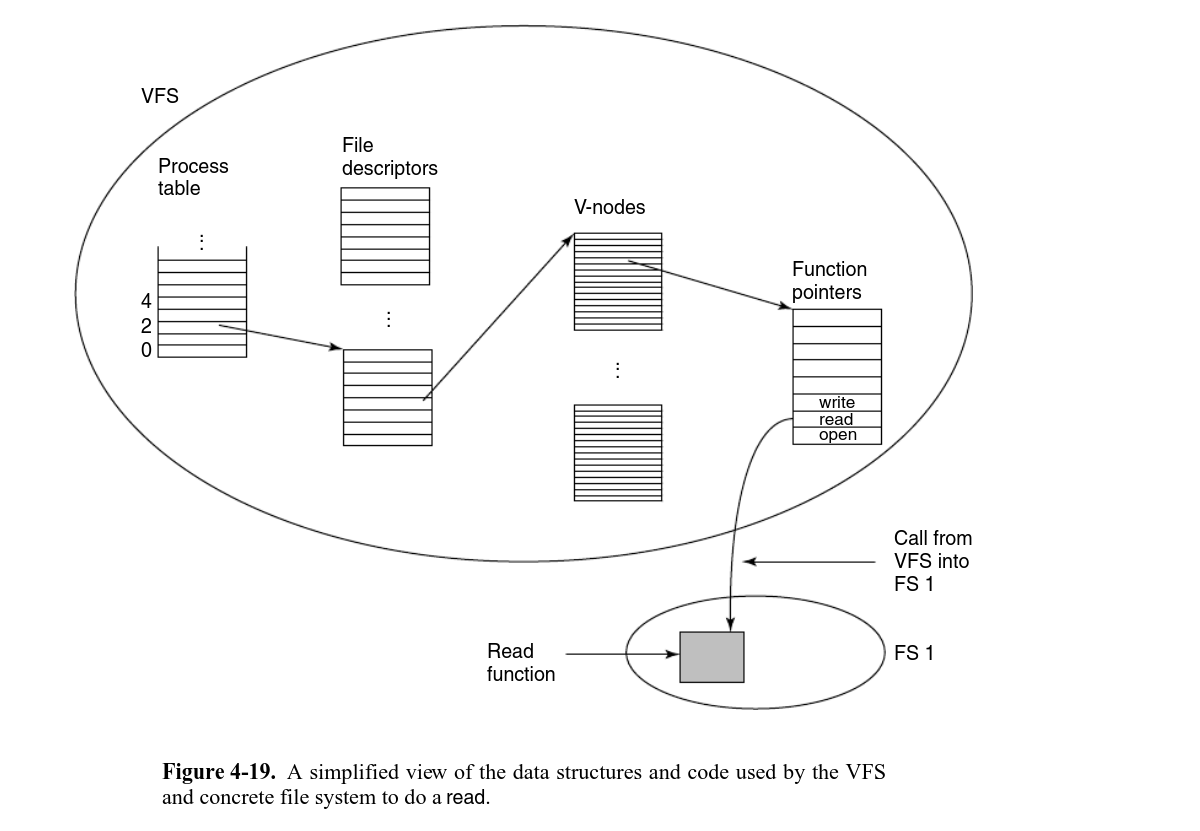 VFS
Process
table
⋮
4
2
0
File
descriptors
⋮
V-nodes
⋮
Function
pointers
write
read
open
Call from
VFS into
FS 1
Read
function
FS 1
Figure 4-19. A simplified view of the data structures and code used by the VFS
and concrete file system to do a read.